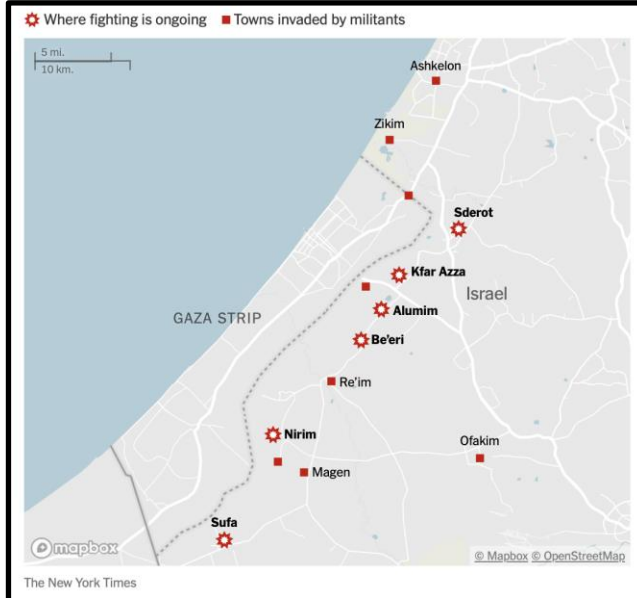 Where fighting is ongoing Towns invaded by militants
5 mi.
10 km.
Ashkelon
Zikim
Sderot
Kfar Azza
Israel
GAZA STRIP
Alumim
Be'eri
Re'im
Nirim
Ofakim
Magen
Sufa
mapbox
© Mapbox © OpenStreetMap
The New York Times